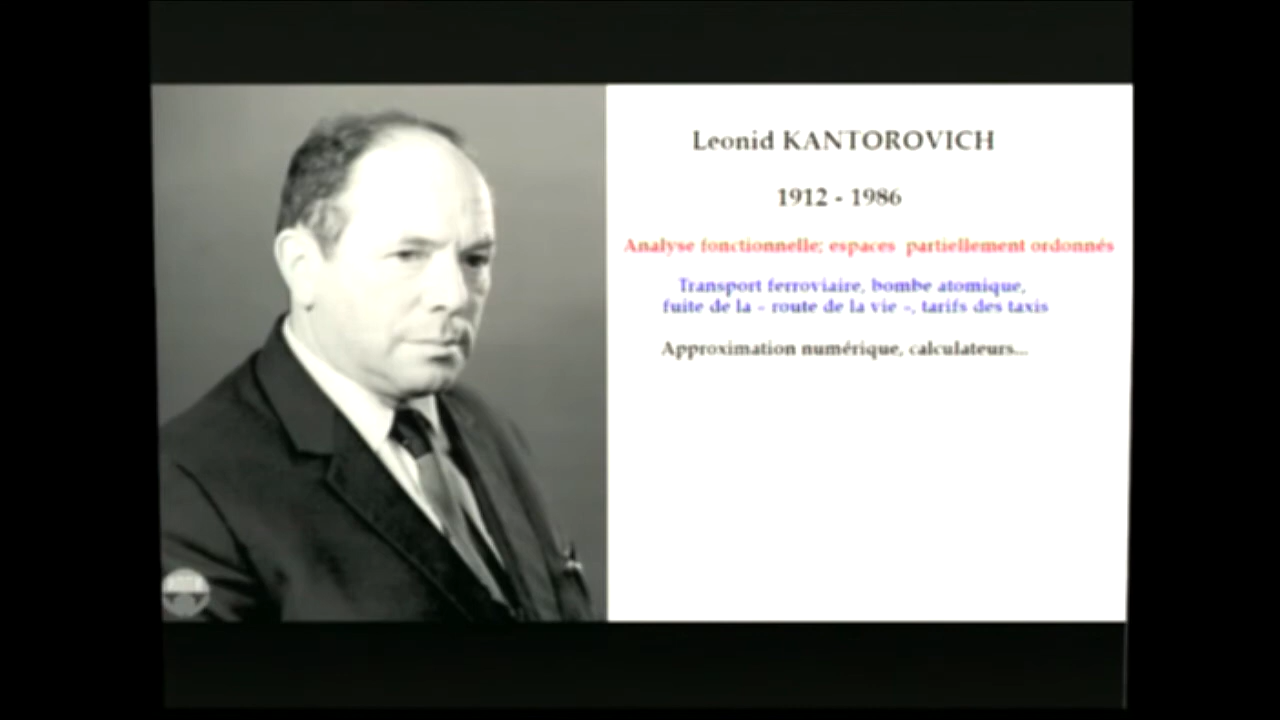 Leonid KANTOROVICH
1912 - 1986
Analyse fonctionnelle; espaces partiellement ordonnés
Transport ferroviaire, bombe atomique,
fuite de la « route de la vie », tarifs des taxis
Approximation numérique, calculateurs...